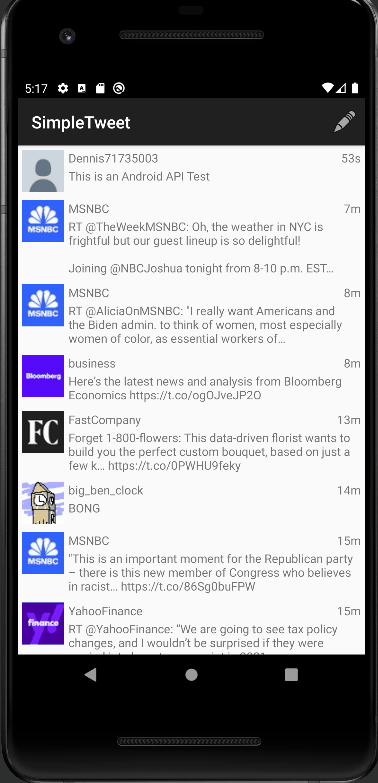 5:17
SimpleTweet
Dennis71735003 53s
This is an Android API Test
MSNBC 7m
RT @TheWeekMSNBC: Oh, the weather in NYC is
frightful but our guest lineup is so delightful!
Joining @NBCJoshua tonight from 8-10 p.m. EST…
MSNBC
MSNBC 8m
RT @AliciaOnMSNBC: "I really want Americans and
the Biden admin. to think of women, most especially
women of color, as essential workers of…
MSNBC
business 8m
Here's the latest news and analysis from Bloomberg
Economics https://t.co/ogOJveJP2O
Bloomberg
FastCompany 13m
Forget 1-800-flowers: This data-driven florist wants to
build you the perfect custom bouquet, based on just a
few k… https://t.co/0PWHU9feky
FC
big_ben_clock 14m
BONG
MSNBC 15m
"This is an important moment for the Republican party
– there is this new member of Congress who believes
in racist… https://t.co/86Sg0buFPW
MSNBC
YahooFinance 15m
RT @YahooFinance: “We are going to see tax policy
changes, and I wouldn’t be surprised if they were
y!
finance